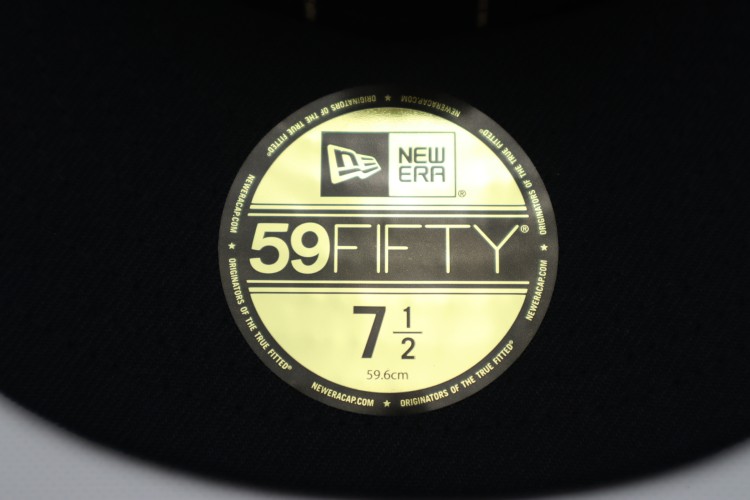 NEW
ERA®
59FIFTY®
7 1/2
59.6cm
ORIGINATORS OF THE TRUE FITTED® ★ NEWERACAP.COM ★ ORIGINATORS OF THE TRUE FITTED® NEWERACAP.COM ★ ORIGINATORS OF THE TRUE FITTED® NEWERACAP.COM ★ ORIGINATORS OF THE TRUE FITTED® NEWERACAP.COM